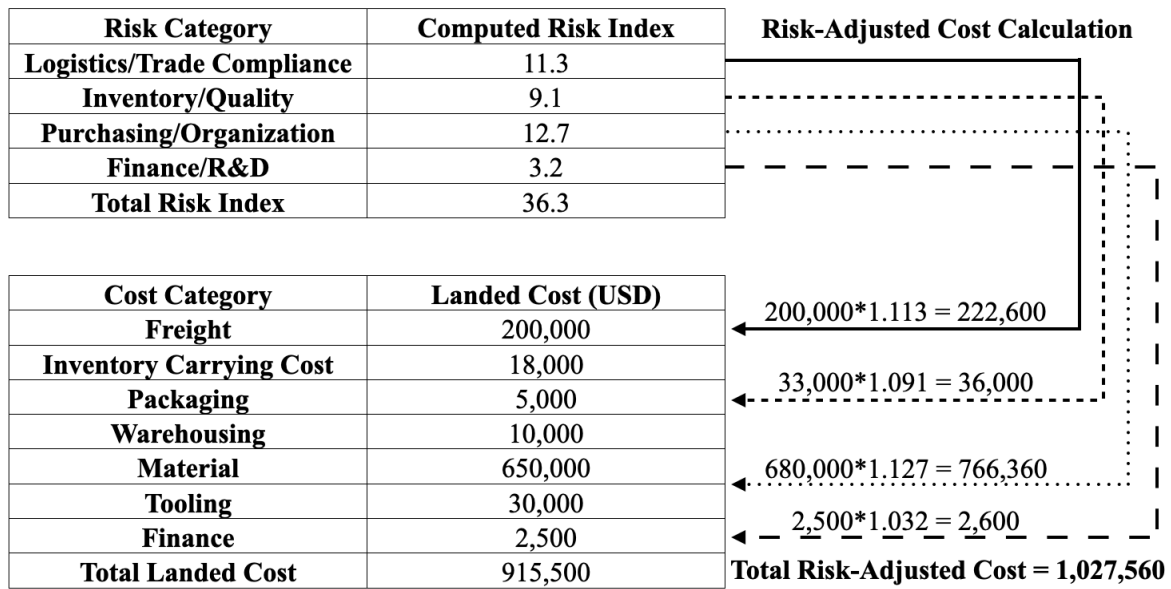 Risk Category Computed Risk Index Risk-Adjusted Cost Calculation
Logistics/Trade Compliance 11.3
Inventory/Quality 9.1
Purchasing/Organization 12.7
Finance/R&D 3.2
Total Risk Index 36.3
Cost Category Landed Cost (USD)
Freight 200,000 200,000*1.113 = 222,600
Inventory Carrying Cost 18,000
Packaging 5,000 33,000*1.091 = 36,000
Warehousing 10,000
Material 650,000 680,000*1.127 = 766,360
Tooling 30,000
Finance 2,500 2,500*1.032 = 2,600
Total Landed Cost 915,500 Total Risk-Adjusted Cost = 1,027,560